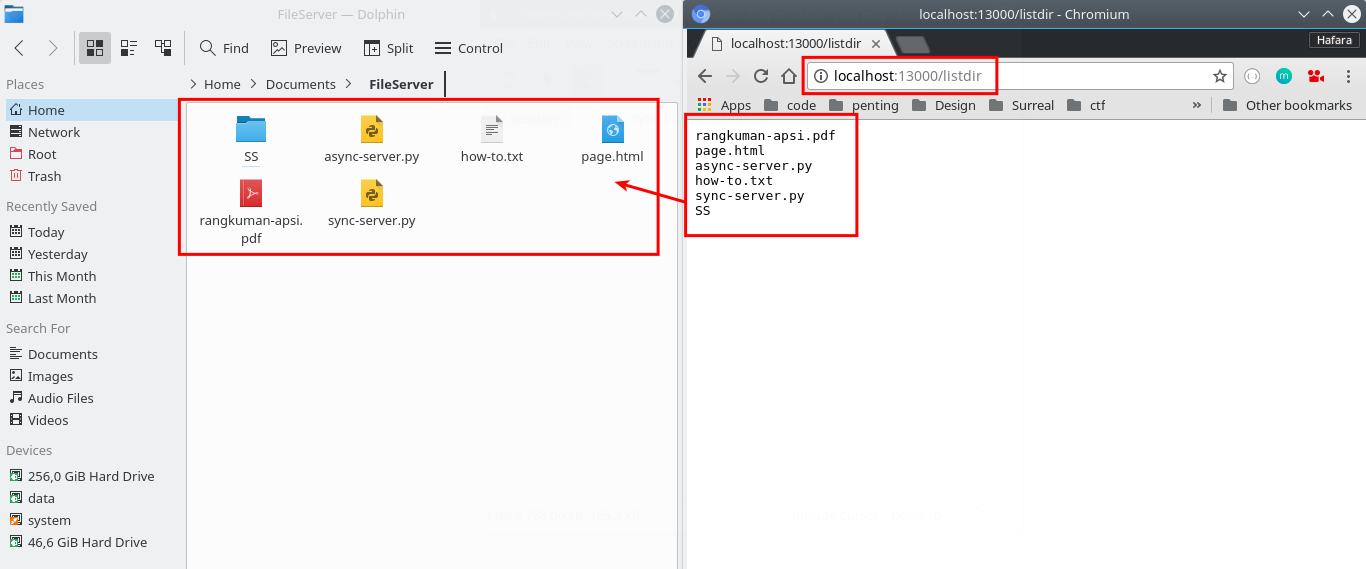 FileServer — Dolphin
Find
Preview
Split
Control
Places
Home
Network
Root
Trash
Recently Saved
Today
Yesterday
This Month
Last Month
Search For
Documents
Images
Audio Files
Videos
Devices
256,0 GiB Hard Drive
data
system
46,6 GiB Hard Drive
Home > Documents > FileServer
SS
async-server.py
how-to.txt
page.html
rangkuman-apsi.
pdf
sync-server.py
localhost:13000/listdir - Chromium
localhost:13000/listdir
Hafara
localhost:13000/listdir
m
Apps
code
penting
Design
Surreal
ctf
»
Other bookmarks
rangkuman-apsi.pdf
page.html
async-server.py
how-to.txt
sync-server.py
SS